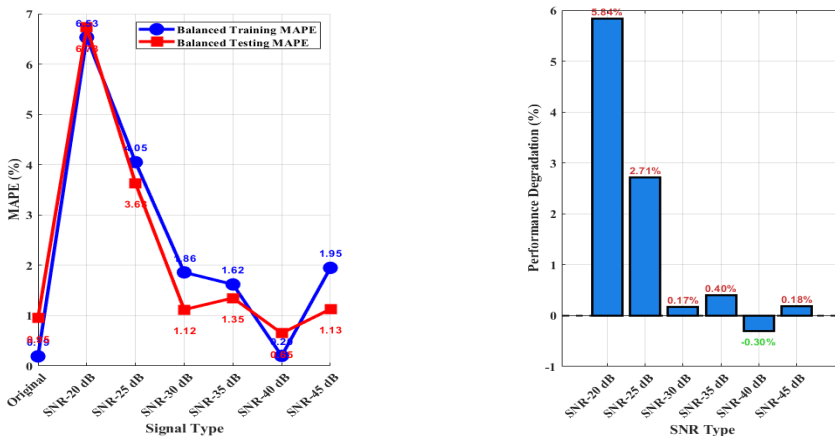 7
6
5
4
3
2
1
0
MAPE (%)
Balanced Training MAPE
Balanced Testing MAPE
6.53
4.05
3.63
1.86
1.12
1.62
1.35
1.95
1.13
Original
SNR-20 dB
SNR-25 dB
SNR-30 dB
SNR-35 dB
SNR-40 dB
SNR-45 dB
Signal Type
6
5
4
3
2
1
0
-1
Performance Degradation (%)
5.84%
2.71%
0.17%
0.40%
-0.30%
0.18%
SNR-20 dB
SNR-25 dB
SNR-30 dB
SNR-35 dB
SNR-40 dB
SNR-45 dB
SNR Type